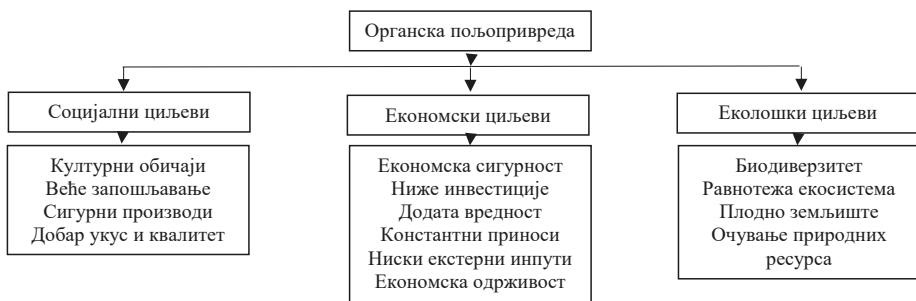 Органска пољопривреда
Социјални циљеви
Економски циљеви
Еколошки циљеви
Културни обичаји
Веће запошљавање
Сигурни производи
Добар укус и квалитет
Економска сигурност
Ниже инвестиције
Додата вредност
Константни приноси
Ниски екстерни инпути
Економска одрживост
Биодиверзитет
Равнотежа екосистема
Плодно земљиште
Очување природних
ресурса